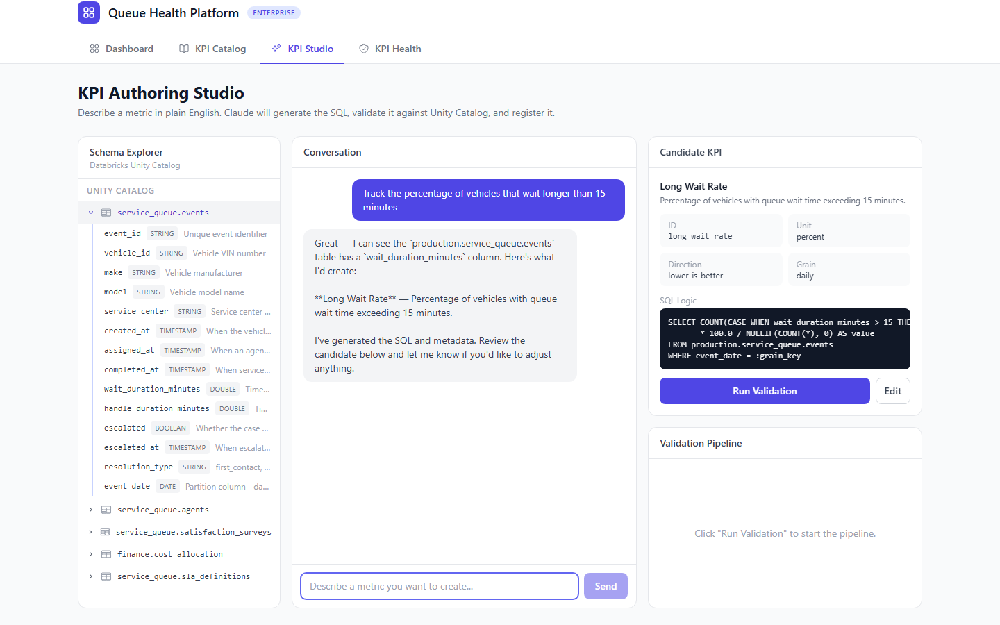 Queue Health Platform ENTERPRISE
Dashboard KPI Catalog KPI Studio KPI Health
KPI Authoring Studio
Describe a metric in plain English. Claude will generate the SQL, validate it against Unity Catalog, and register it.
Schema Explorer
Databricks Unity Catalog
UNITY CATALOG
service_queue.events
event_id STRING Unique event identifier
vehicle_id STRING Vehicle VIN number
make STRING Vehicle manufacturer
model STRING Vehicle model name
service_center STRING Service center ...
created_at TIMESTAMP When the vehicl...
assigned_at TIMESTAMP When an agen...
completed_at TIMESTAMP When service...
wait_duration_minutes DOUBLE Time...
handle_duration_minutes DOUBLE Ti...
escalated BOOLEAN Whether the case ...
escalated_at TIMESTAMP When escalat...
resolution_type STRING first_contact, ...
event_date DATE Partition column - da...
service_queue.agents
service_queue.satisfaction_surveys
finance.cost_allocation
service_queue.sla_definitions
Conversation
Track the percentage of vehicles that wait longer than 15
minutes
Great — I can see the `production.service_queue.events`
table has a `wait_duration_minutes` column. Here's what
I'd create:
**Long Wait Rate** — Percentage of vehicles with queue
wait time exceeding 15 minutes.
I've generated the SQL and metadata. Review the
candidate below and let me know if you'd like to adjust
anything.
Describe a metric you want to create...
Send
Candidate KPI
Long Wait Rate
Percentage of vehicles with queue wait time exceeding 15 minutes.
ID
long_wait_rate
Unit
percent
Direction
lower-is-better
Grain
daily
SQL Logic
SELECT COUNT(CASE WHEN wait_duration_minutes > 15 THE
* 100.0 / NULLIF(COUNT(*), 0) AS value
FROM production.service_queue.events
WHERE event_date = :grain_key
Run Validation
Edit
Validation Pipeline
Click "Run Validation" to start the pipeline.